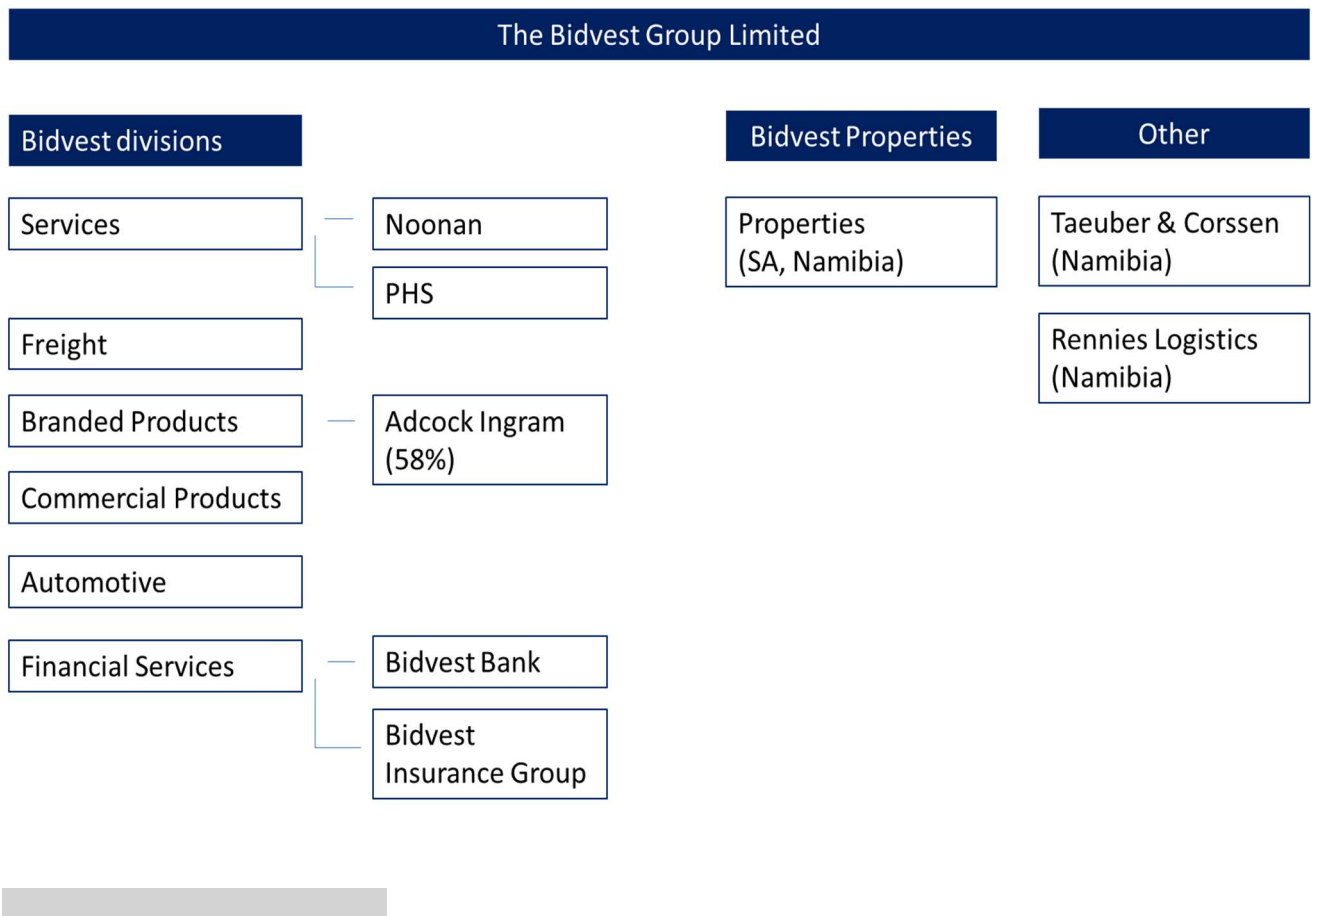 The Bidvest Group Limited
Bidvest divisions
Services
Noonan
PHS
Freight
Branded Products
Adcock Ingram
(58%)
Commercial Products
Automotive
Financial Services
Bidvest Bank
Bidvest
Insurance Group
Bidvest Properties
Properties
(SA, Namibia)
Other
Taeuber & Corssen
(Namibia)
Rennies Logistics
(Namibia)